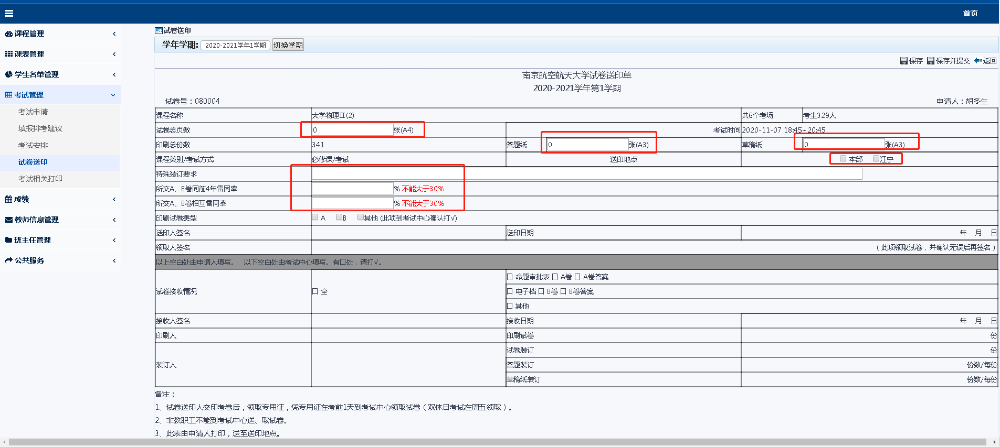 首页
课程管理
课表管理
学生名单管理
考试管理
考试申请
填报排考建议
考试安排
试卷送印
考试相关打印
成绩
教师信息管理
班主任管理
公共服务
试卷送印
学年学期: 2020-2021学年1学期 切换学期
保存 保存并提交 返回
南京航空航天大学试卷送印单
2020-2021学年第1学期
试卷号：080004 申请人：胡冬生
课程名称 大学物理Ⅱ(2) 共6个考场 考生329人
试卷总页数 0 张(A4) 考试时间 2020-11-07 18:45~20:45
印刷总份数 341 答题纸 0 张(A3) 草稿纸 0 张(A3)
课程类别/考试方式 必修课/考试 送印地点 本部 江宁
特殊装订要求
所交A、B卷同前4年雷同率 % 不能大于30%
所交A、B卷相互雷同率 % 不能大于30%
印刷试卷类型 A B 其他 (此项到考试中心确认打√)
送印人签名 送印日期 年 月 日
领取人签名 （此项领取试卷，并确认无误后再签名）
以上空白处由申请人填写。 以下空白处由考试中心填写。有口处，请打√。
试卷接收情况 口 全 口 命题审批表 口 A卷 口 A卷答案
口 电子档 口 B卷 口 B卷答案
口 其他
接收人签名 接收日期 年 月 日
印刷人 印刷试卷 份
装订人 试卷装订 份
答题装订 份数/每份
草稿纸装订 份数/每份
备注：
1、试卷送印人交印考卷后，领取专用证，凭专用证在考前1天到考试中心领取试卷（双休日考试在周五领取）。
2、非教职工不能到考试中心送、取试卷。
3、此表由申请人打印，送至送印地点。